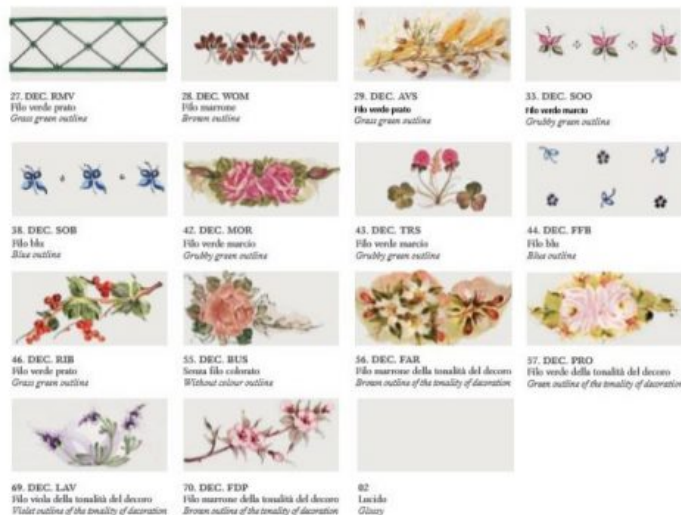 27. DEC. RMV
Filo verde prato
Grass green outline
28. DEC. WOM
Filo marrone
Brown outline
29. DEC. AVS
Filo verde prato
Grass green outline
33. DEC. SOO
Filo verde marcio
Grubby green outline
38. DEC. SOB
Filo blu
Blue outline
42. DEC. MOR
Filo verde marcio
Grubby green outline
43. DEC. TRS
Filo verde marcio
Grubby green outline
44. DEC. FFB
Filo blu
Blue outline
46. DEC. RIB
Filo verde prato
Grass green outline
55. DEC. BUS
Senza filo colorato
Without colour outline
56. DEC. FAR
Filo marrone della tonalità del decoro
Brown outline of the tonality of decoration
57. DEC. PRO
Filo verde della tonalità del decoro
Green outline of the tonality of decoration
69. DEC. LAV
Filo viola della tonalità del decoro
Violet outline of the tonality of decoration
70. DEC. FDP
Filo marrone della tonalità del decoro
Brown outline of the tonality of decoration
02
Lucido
Glossy